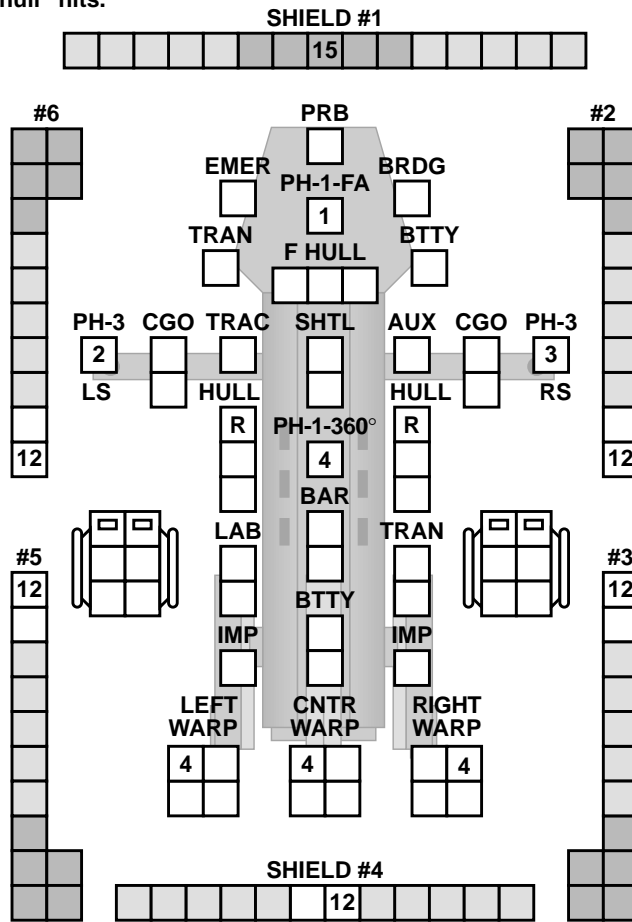 "hull" hits.
SHIELD #1
15
#6 PRB #2
EMER BRDG
PH-1-FA
1
TRAN BTTY
F HULL
PH-3 CGO TRAC SHTL AUX CGO PH-3
2 3
LS HULL HULL RS
R PH-1-360° R
12 4 12
BAR
LAB TRAN
#5 #3
12 12
BTTY
IMP IMP
LEFT CNTR RIGHT
WARP WARP WARP
4 4 4
SHIELD #4
12